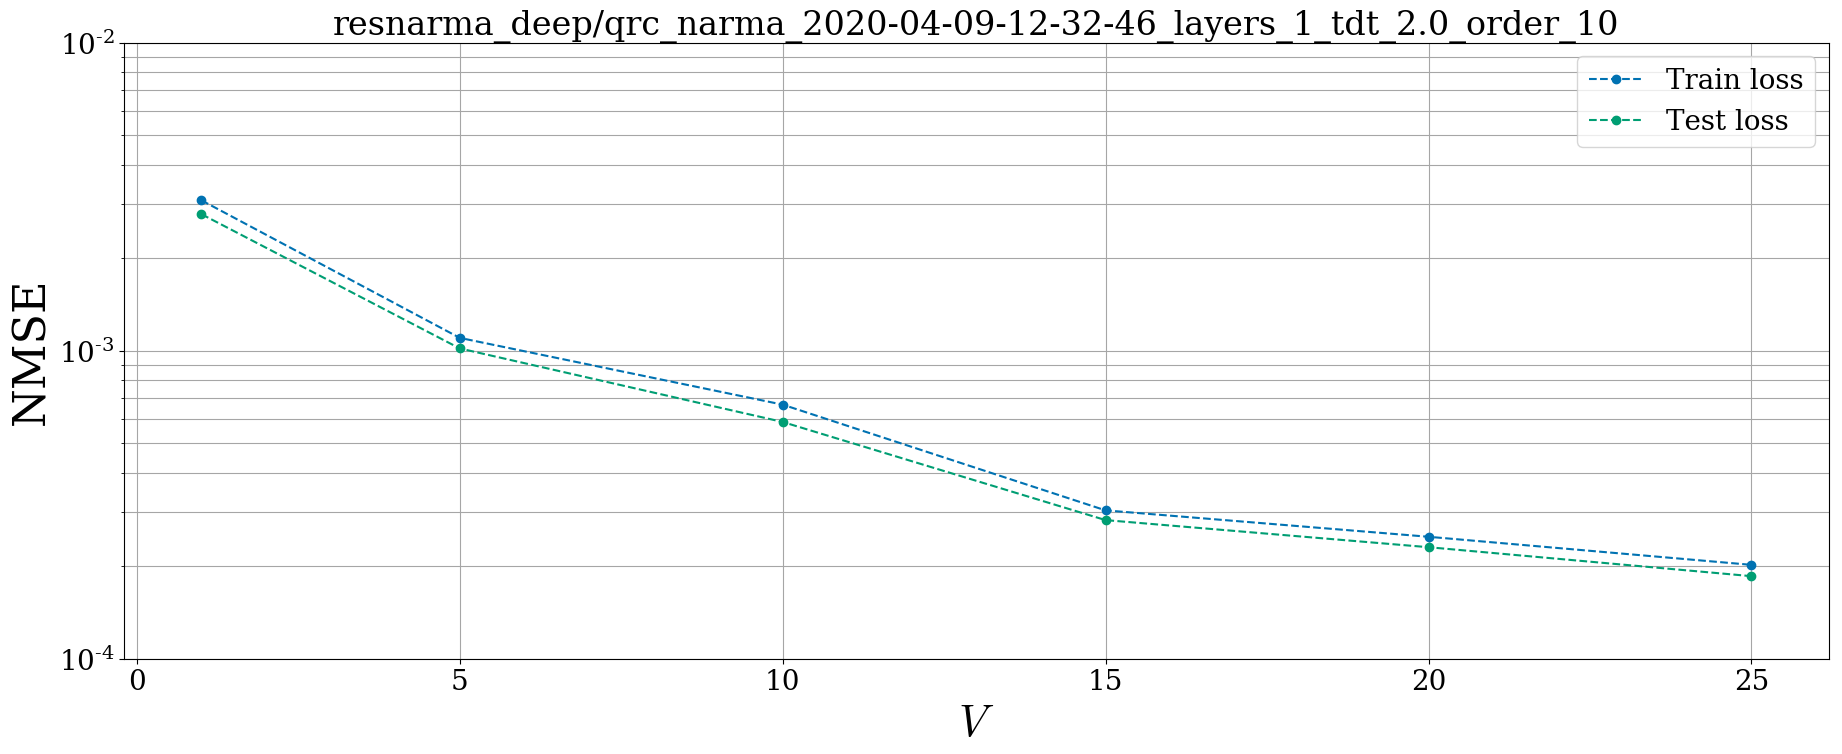 resnarma_deep/qrc_narma_2020-04-09-12-32-46_layers_1_tdt_2.0_order_10
10⁻²
Train loss
Test loss
NMSE
10⁻³
10⁻⁴
0 5 10 15 20 25
V